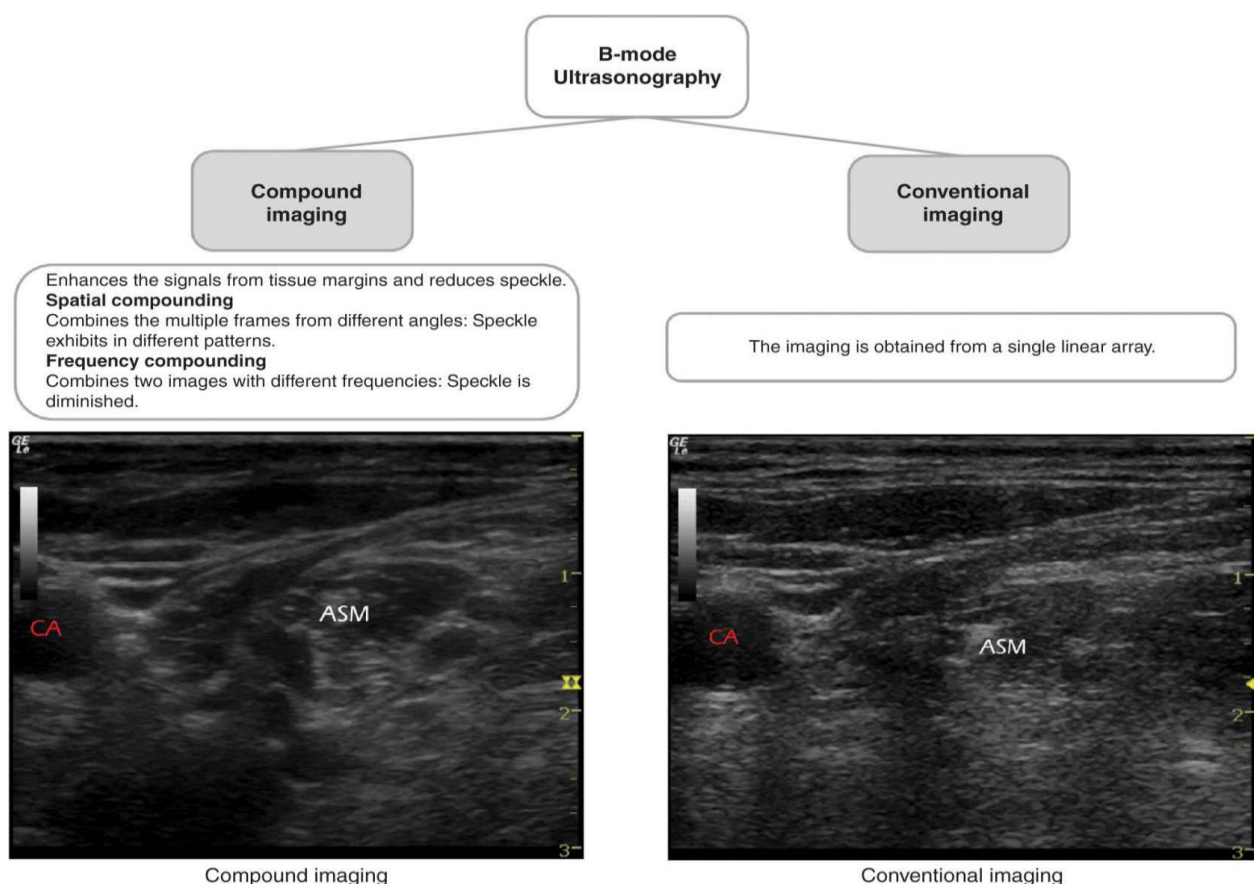 B-mode
Ultrasonography
Compound
imaging
Conventional
imaging
Enhances the signals from tissue margins and reduces speckle.
Spatial compounding
Combines the multiple frames from different angles: Speckle
exhibits in different patterns.
Frequency compounding
Combines two images with different frequencies: Speckle is
diminished.
The imaging is obtained from a single linear array.
GE
Le
1
ASM
CA
2
3
Compound imaging
GE
Le
1
CA
ASM
2
3
Conventional imaging